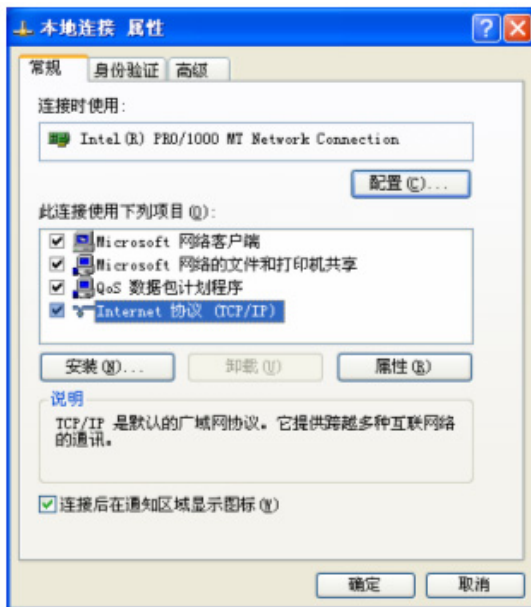 本地连接 属性
常规 身份验证 高级
连接时使用:
Intel(R) PRO/1000 MT Network Connection
配置(C)...
此连接使用下列项目(O):
Microsoft 网络客户端
Microsoft 网络的文件和打印机共享
QoS 数据包计划程序
Internet 协议 (TCP/IP)
安装(N)... 卸载(U) 属性(R)
说明
TCP/IP 是默认的广域网协议。它提供跨越多种互联网络
的通讯。
连接后在通知区域显示图标(W)
确定 取消